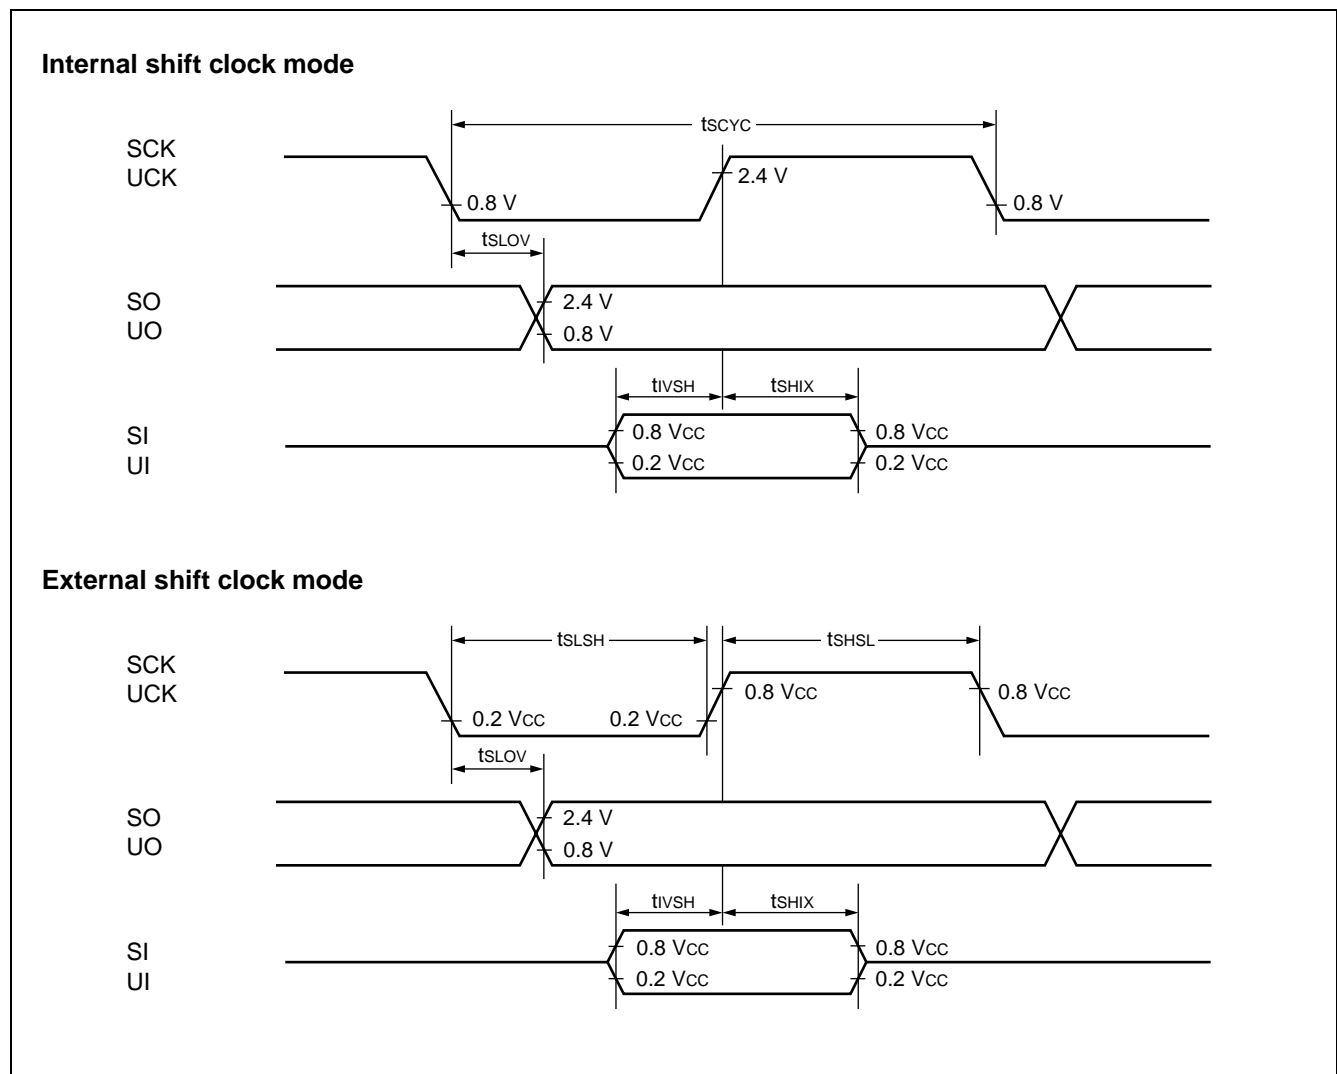 Internal shift clock mode
tSCYC
SCK
UCK
2.4 V
0.8 V
0.8 V
tSLOV
SO
UO
2.4 V
0.8 V
tIVSH
tSHIX
SI
UI
0.8 VCC
0.8 VCC
0.2 VCC
0.2 VCC
External shift clock mode
tSLSH
tSHSL
SCK
UCK
0.8 VCC
0.8 VCC
0.2 VCC
0.2 VCC
tSLOV
SO
UO
2.4 V
0.8 V
tIVSH
tSHIX
SI
UI
0.8 VCC
0.8 VCC
0.2 VCC
0.2 VCC